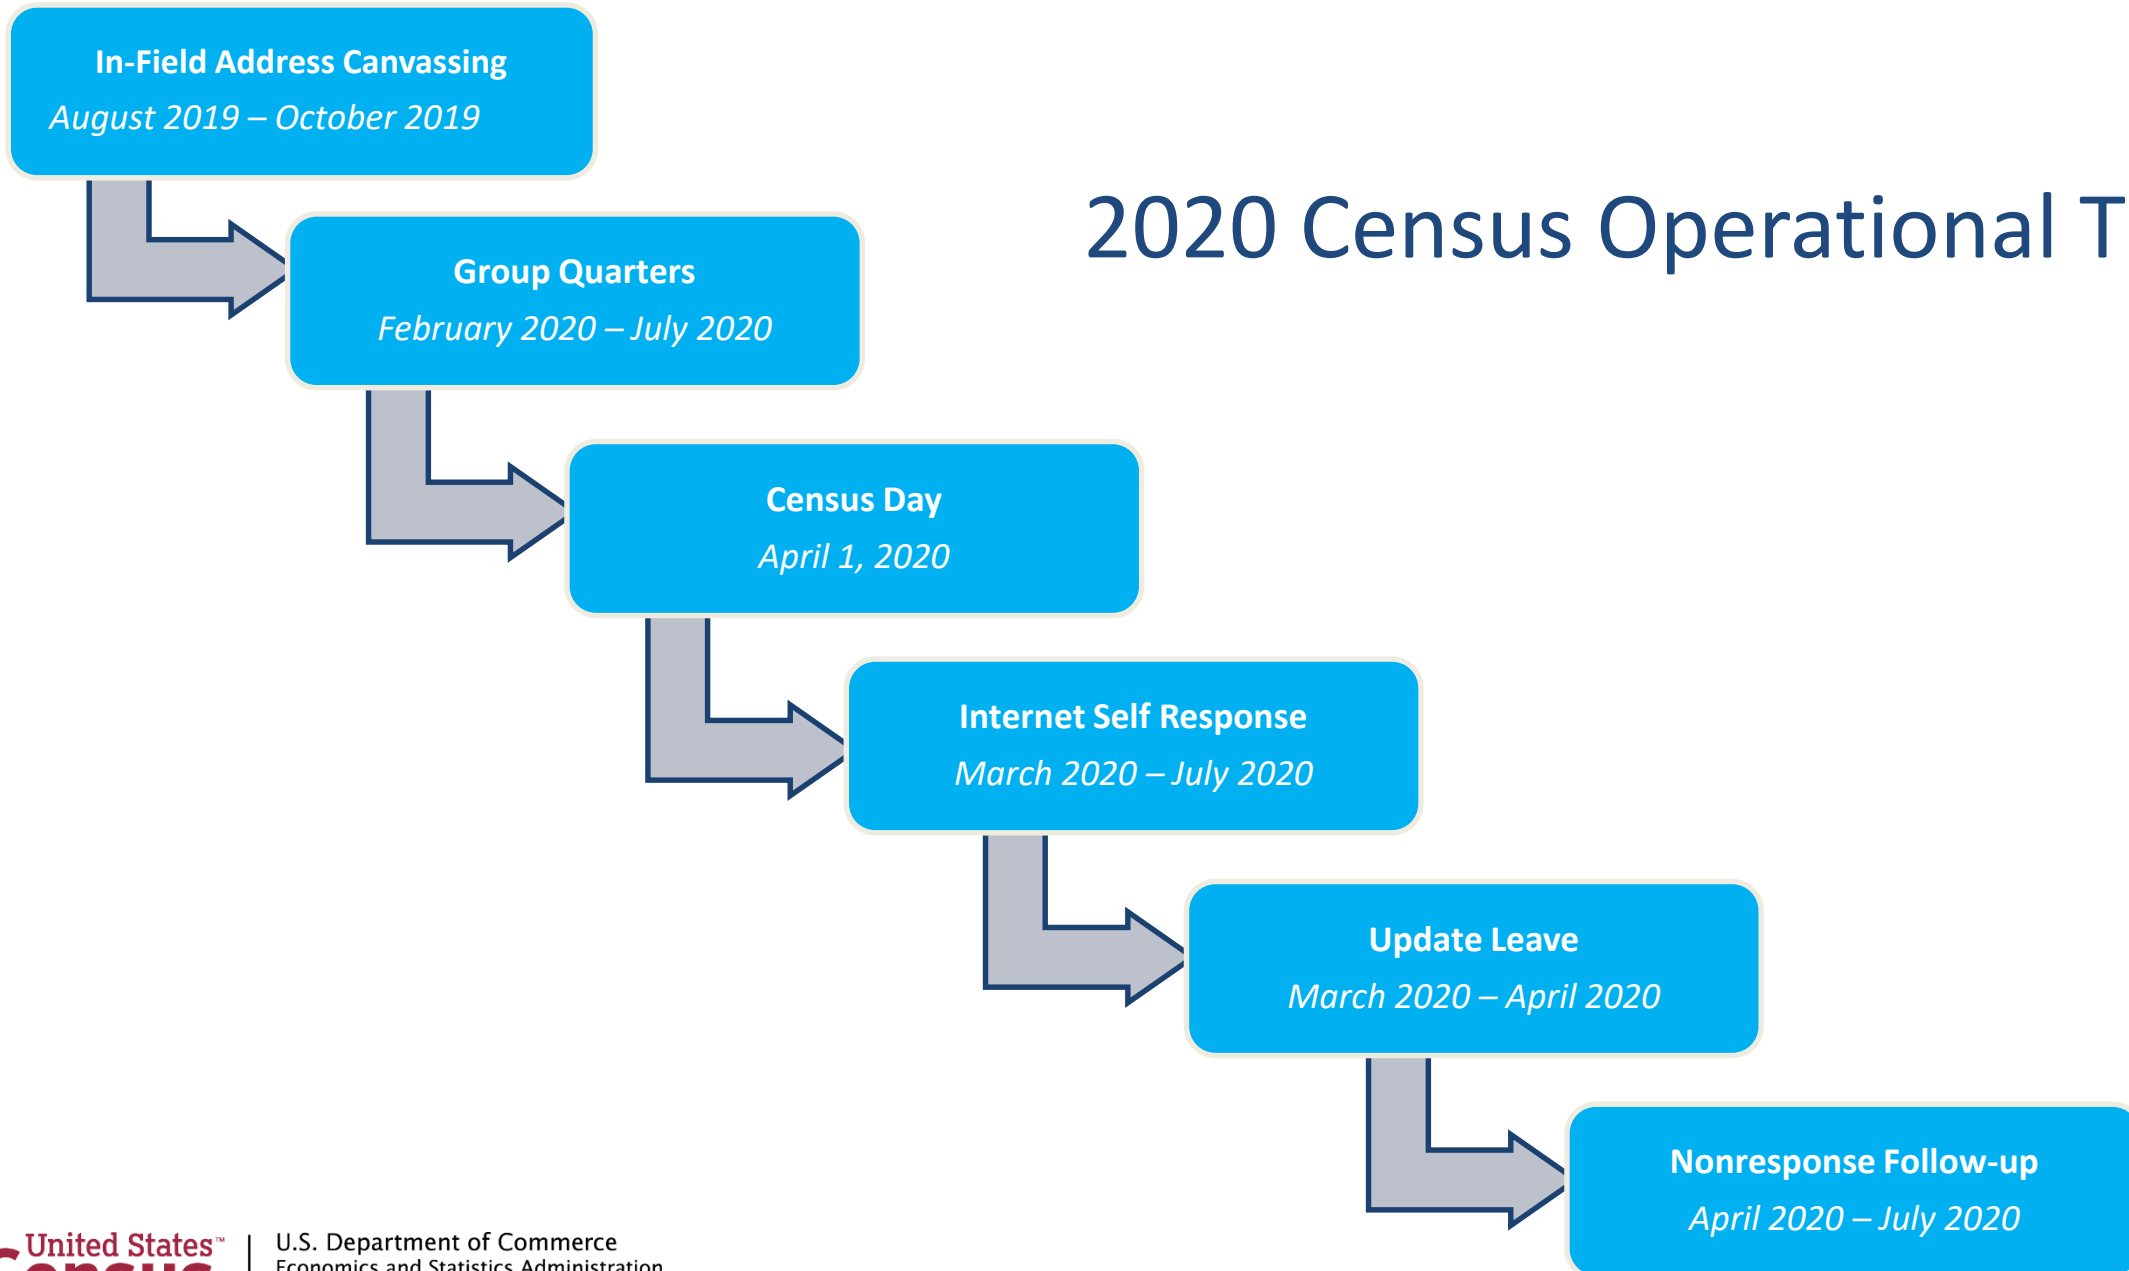 In-Field Address Canvassing
August 2019 – October 2019
2020 Census Operational T
Group Quarters
February 2020 – July 2020
Census Day
April 1, 2020
Internet Self Response
March 2020 – July 2020
Update Leave
March 2020 – April 2020
Nonresponse Follow-up
April 2020 – July 2020
United States™
Census
U.S. Department of Commerce
Economics and Statistics Administration